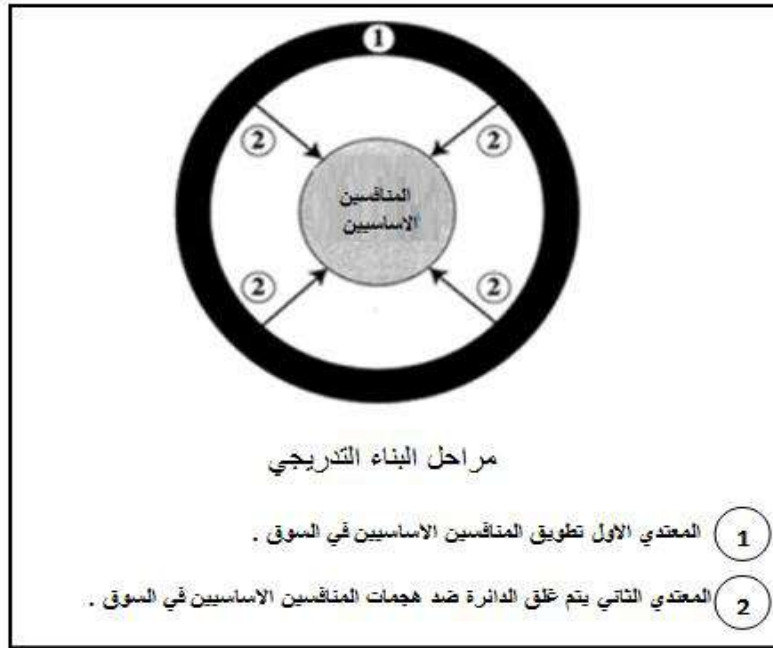 1
2
2
المنافسين
الاساسيين
2
2
مراحل البناء التدريجي
1 المعتدي الاول تطويق المنافسين الاساسيين في السوق .
2 المعتدي الثاني يتم غلق الدائرة ضد هجمات المنافسين الاساسيين في السوق .